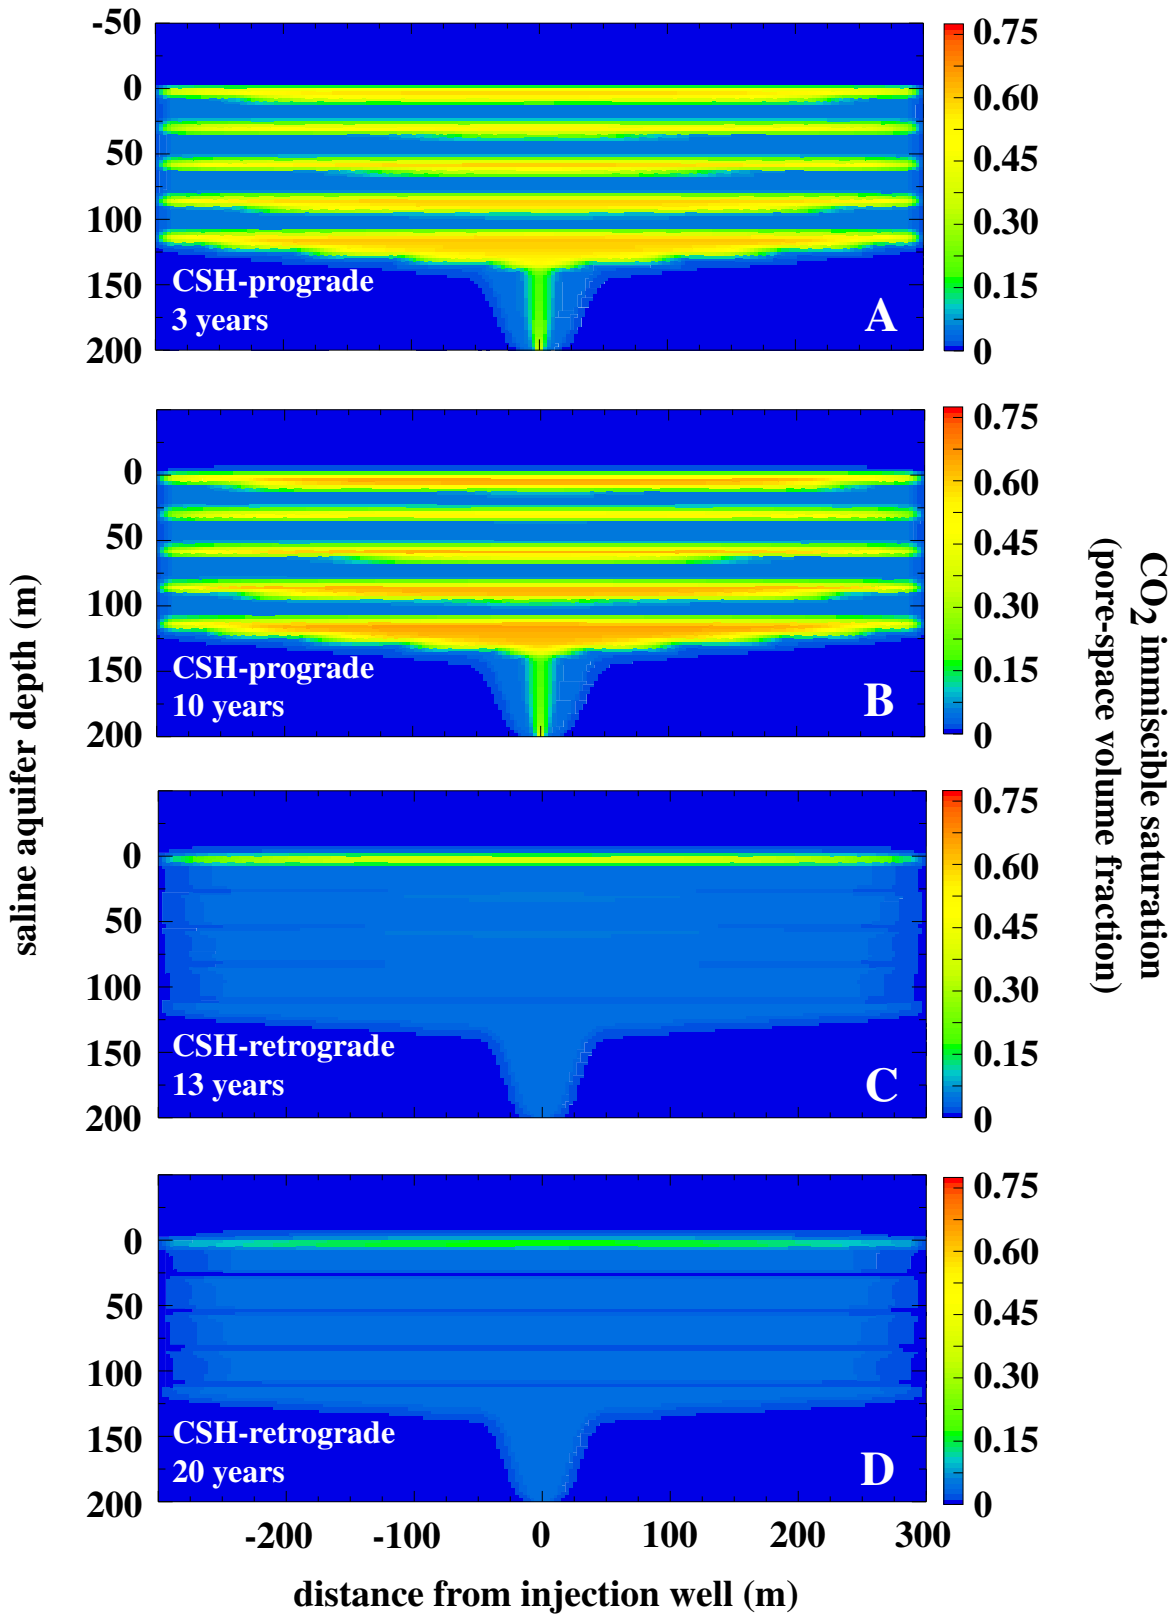 -50
0
50
100
150
200
CSH-prograde
3 years
A
0.75
0.60
0.45
0.30
0.15
0
0
50
100
150
200
CSH-prograde
10 years
B
0.75
0.60
0.45
0.30
0.15
0
0
50
100
150
200
CSH-retrograde
13 years
C
0.75
0.60
0.45
0.30
0.15
0
0
50
100
150
200
CSH-retrograde
20 years
D
0.75
0.60
0.45
0.30
0.15
0
-200 -100 0 100 200 300
distance from injection well (m)
saline aquifer depth (m)
CO2 immiscible saturation
(pore-space volume fraction)